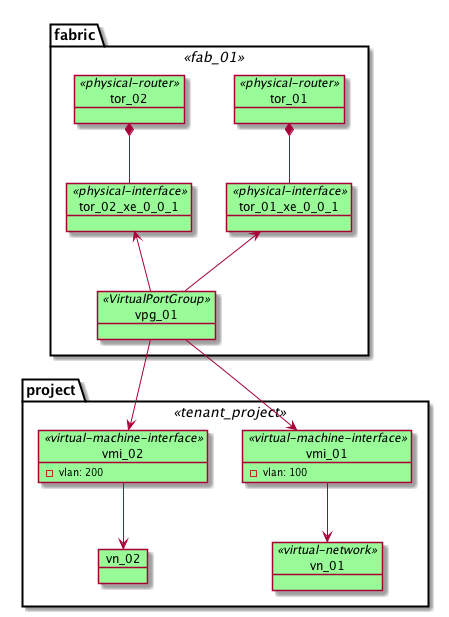 fabric
«fab_01»
«physical-router»
tor_02
«physical-router»
tor_01
«physical-interface»
tor_02_xe_0_0_1
«physical-interface»
tor_01_xe_0_0_1
«VirtualPortGroup»
vpg_01
project
«tenant_project»
«virtual-machine-interface»
vmi_02
vlan: 200
«virtual-machine-interface»
vmi_01
vlan: 100
vn_02
«virtual-network»
vn_01